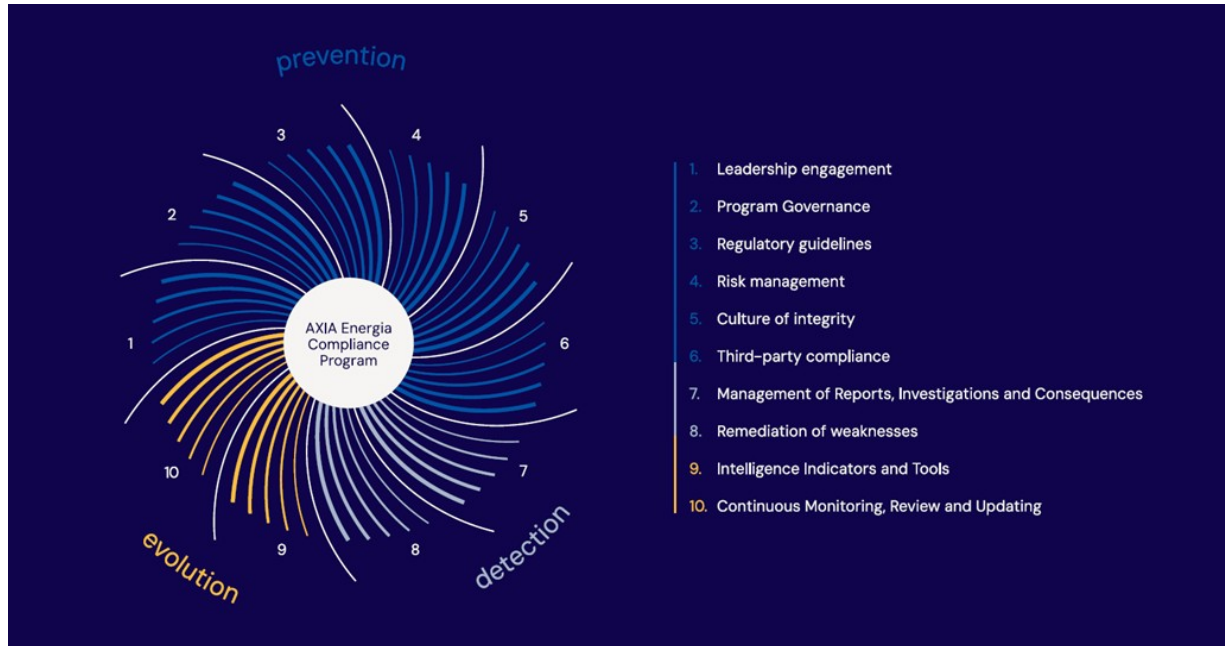 prevention
3
4
2
5
1
AXIA Energia
Compliance
Program
6
10
7
9
8
evolution
detection
1. Leadership engagement
2. Program Governance
3. Regulatory guidelines
4. Risk management
5. Culture of integrity
6. Third-party compliance
7. Management of Reports, Investigations and Consequences
8. Remediation of weaknesses
9. Intelligence Indicators and Tools
10. Continuous Monitoring, Review and Updating